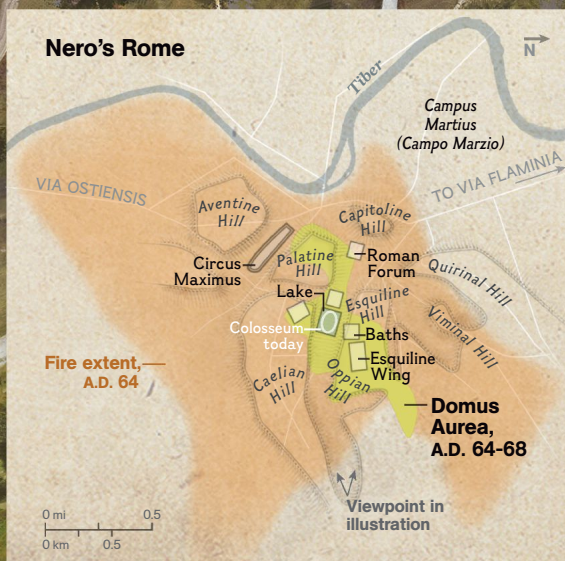 Nero's Rome
N
Tiber
Campus
Martius
(Campo Marzio)
VIA OSTIENSIS
TO VIA FLAMINIA
Aventine
Hill
Capitoline
Hill
Circus
Maximus
Palatine
Hill
Roman
Forum
Quirinal Hill
Lake
Esquiline
Hill
Viminal Hill
Colosseum
today
Baths
Esquiline
Wing
Fire extent,
A.D. 64
Caelian
Hill
Oppian
Hill
Domus
Aurea,
A.D. 64-68
Viewpoint in
illustration
0 mi 0.5
0 km 0.5